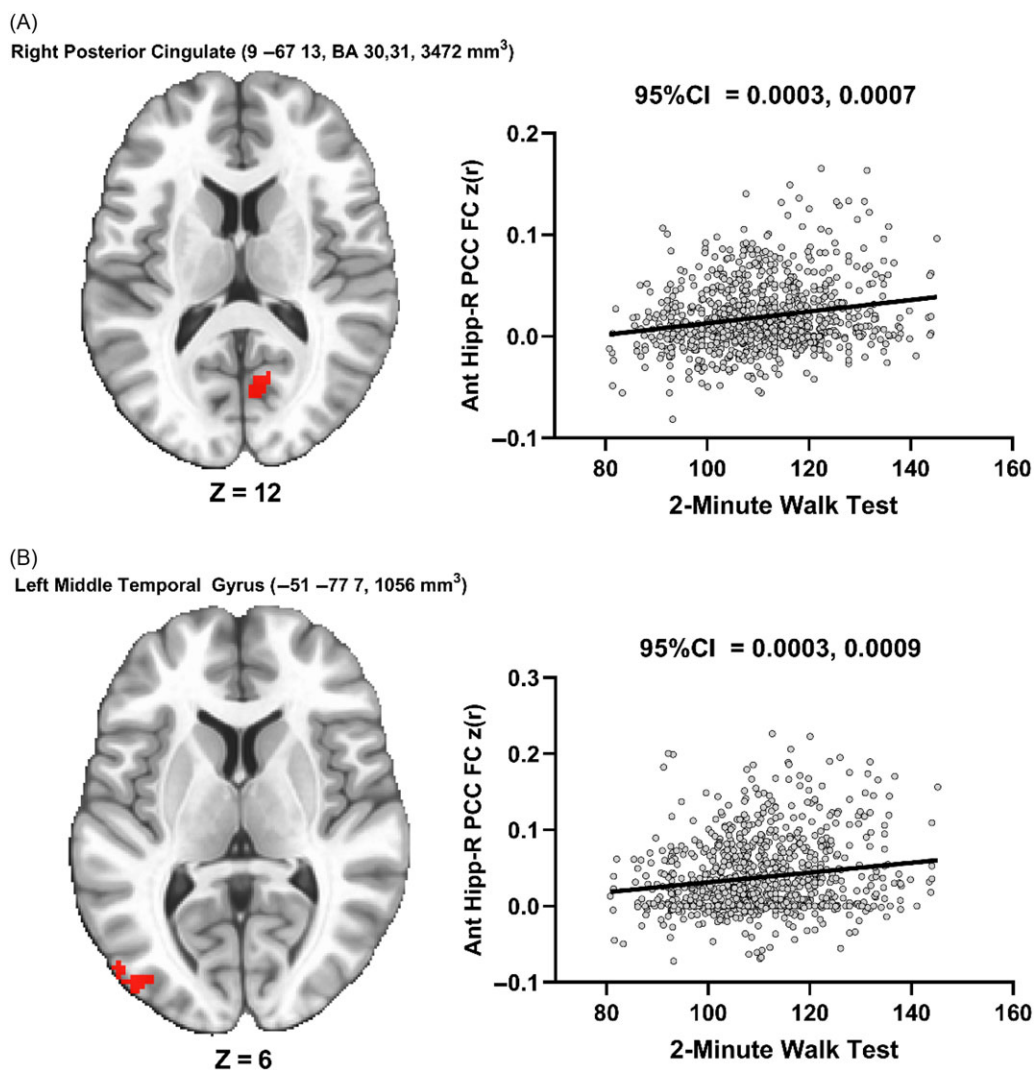 (A)
Right Posterior Cingulate (9 –67 13, BA 30,31, 3472 mm³)
Z = 12
95%CI = 0.0003, 0.0007
Ant Hipp-R PCC FC z(r)
0.2
0.1
0.0
–0.1
80 100 120 140 160
2-Minute Walk Test
(B)
Left Middle Temporal Gyrus (–51 –77 7, 1056 mm³)
Z = 6
95%CI = 0.0003, 0.0009
Ant Hipp-R PCC FC z(r)
0.3
0.2
0.1
0.0
–0.1
80 100 120 140 160
2-Minute Walk Test